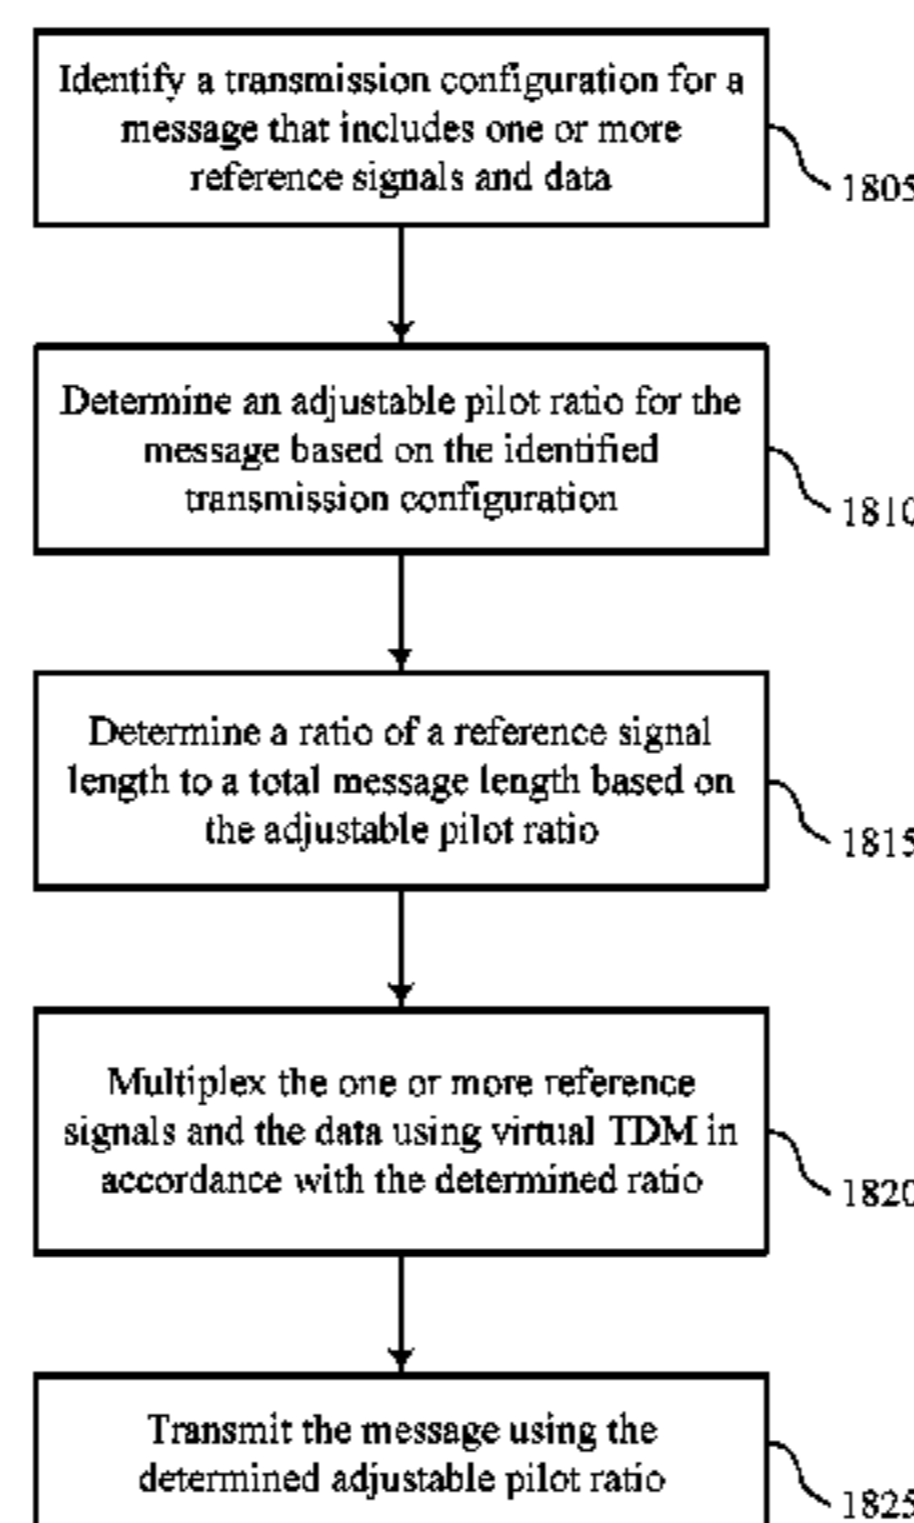 Identify a transmission configuration for a
message that includes one or more
reference signals and data
1805
Determine an adjustable pilot ratio for the
message based on the identified
transmission configuration
1810
Determine a ratio of a reference signal
length to a total message length based on
the adjustable pilot ratio
1815
Multiplex the one or more reference
signals and the data using virtual TDM in
accordance with the determined ratio
1820
Transmit the message using the
determined adjustable pilot ratio
1825